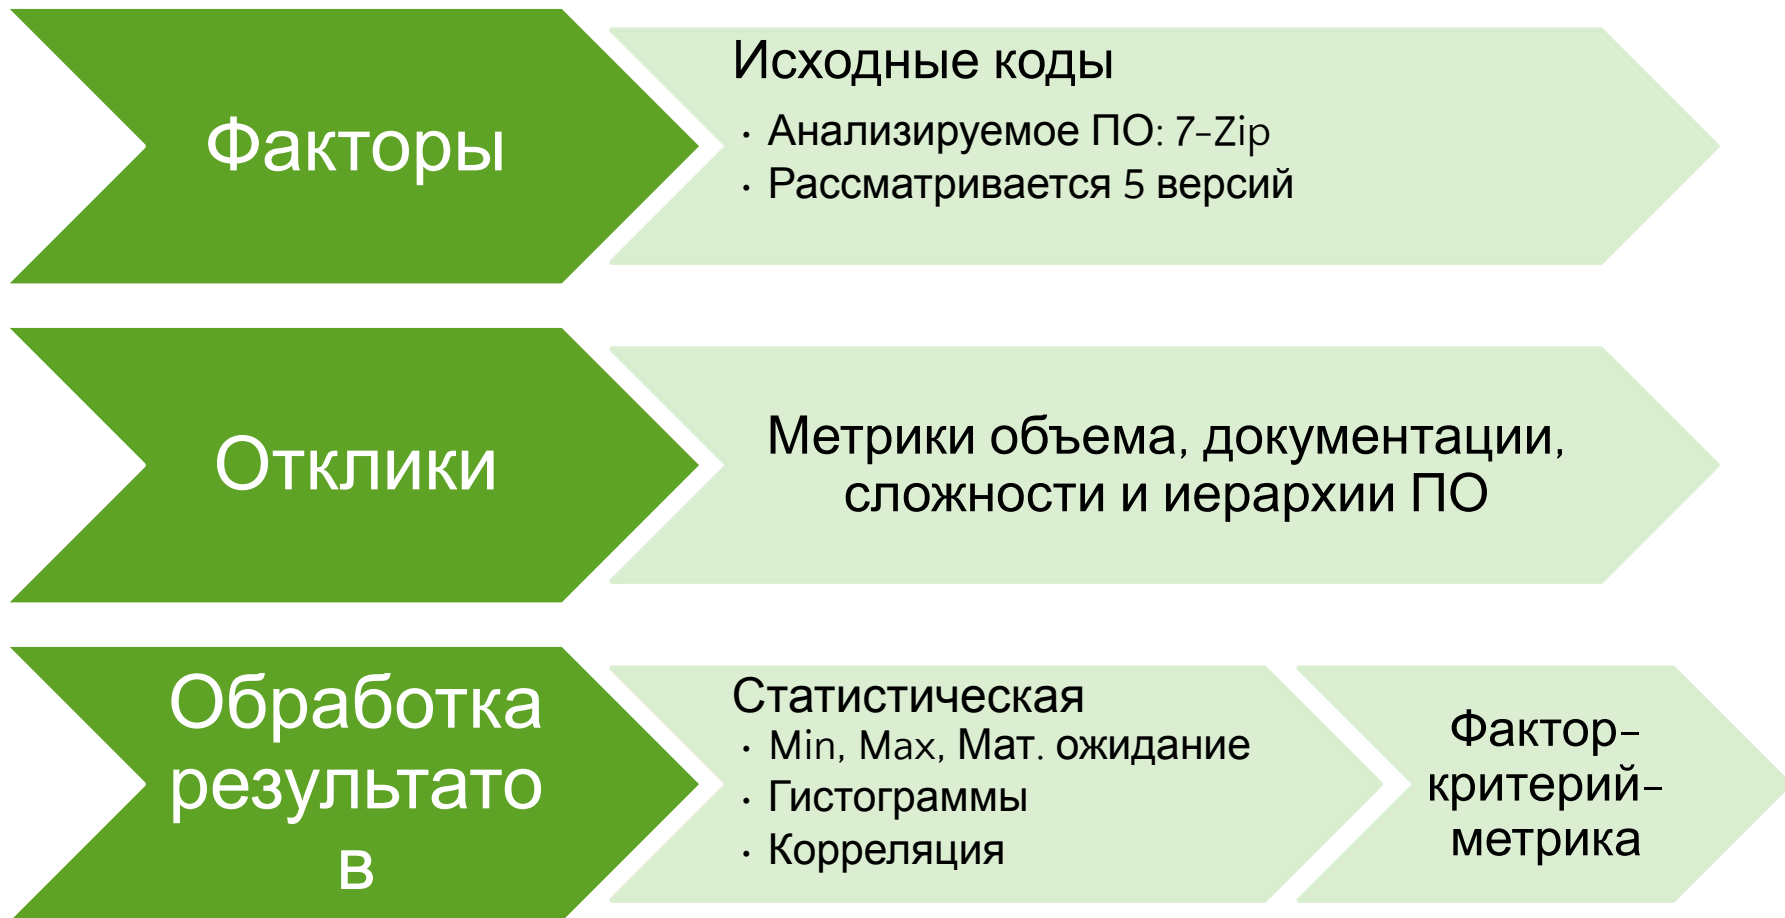 Факторы
Исходные коды
· Анализируемое ПО: 7-Zip
· Рассматривается 5 версий
Отклики
Метрики объема, документации,
сложности и иерархии ПО
Обработка
результато
в
Статистическая
· Min, Max, Мат. ожидание
· Гистограммы
· Корреляция
Фактор-
критерий-
метрика